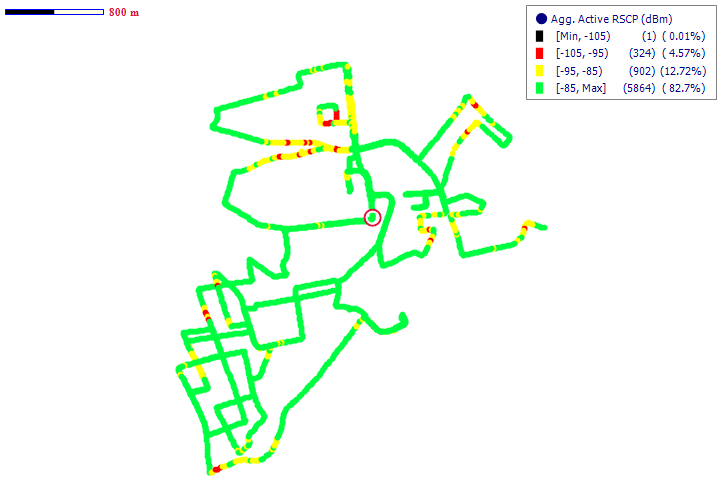 800 m
Agg. Active RSCP (dBm)
[Min, -105) (1) ( 0.01%)
[-105, -95) (324) ( 4.57%)
[-95, -85) (902) (12.72%)
[-85, Max] (5864) ( 82.7%)